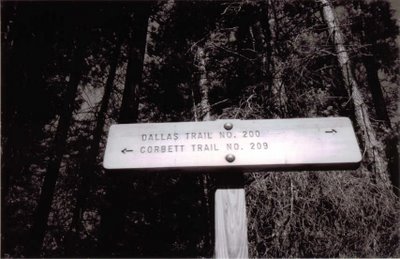 DALLAS TRAIL NO. 200 →
← CORBETT TRAIL NO. 209